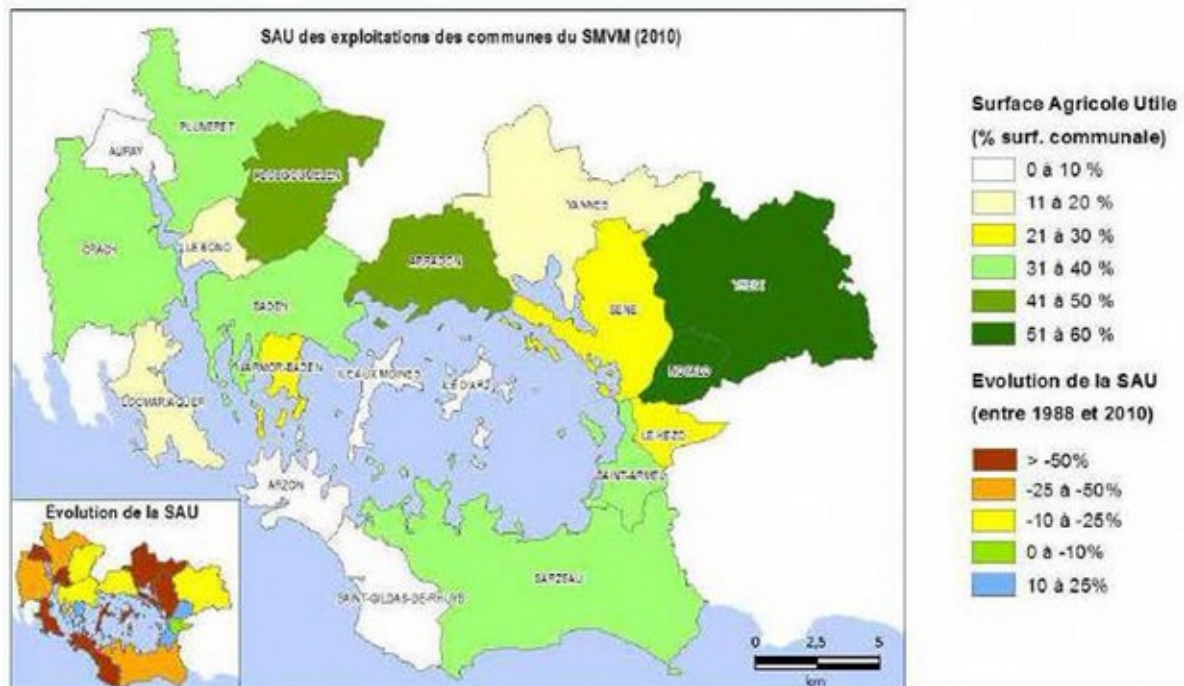 SAU des exploitations des communes du SMVM (2010)
PLUNERET
AURAY
PLOUGOUMELEN
VANNES
CRACH
LE BONO
ARRADON
THEIX
BADEN
SENE
NOYALO
LARMOR-BADEN
ILE AUX MOINES
ILE D'ARZ
LOCMARIAQUER
LE HEZO
SAINT-ARMEL
ARZON
SARZEAU
SAINT-GILDAS-DE-RHUYS
Evolution de la SAU
0 2,5 5
km
Surface Agricole Utile
(% surf. communale)
0 à 10 %
11 à 20 %
21 à 30 %
31 à 40 %
41 à 50 %
51 à 60 %
Evolution de la SAU
(entre 1988 et 2010)
> -50%
-25 à -50%
-10 à -25%
0 à -10%
10 à 25%